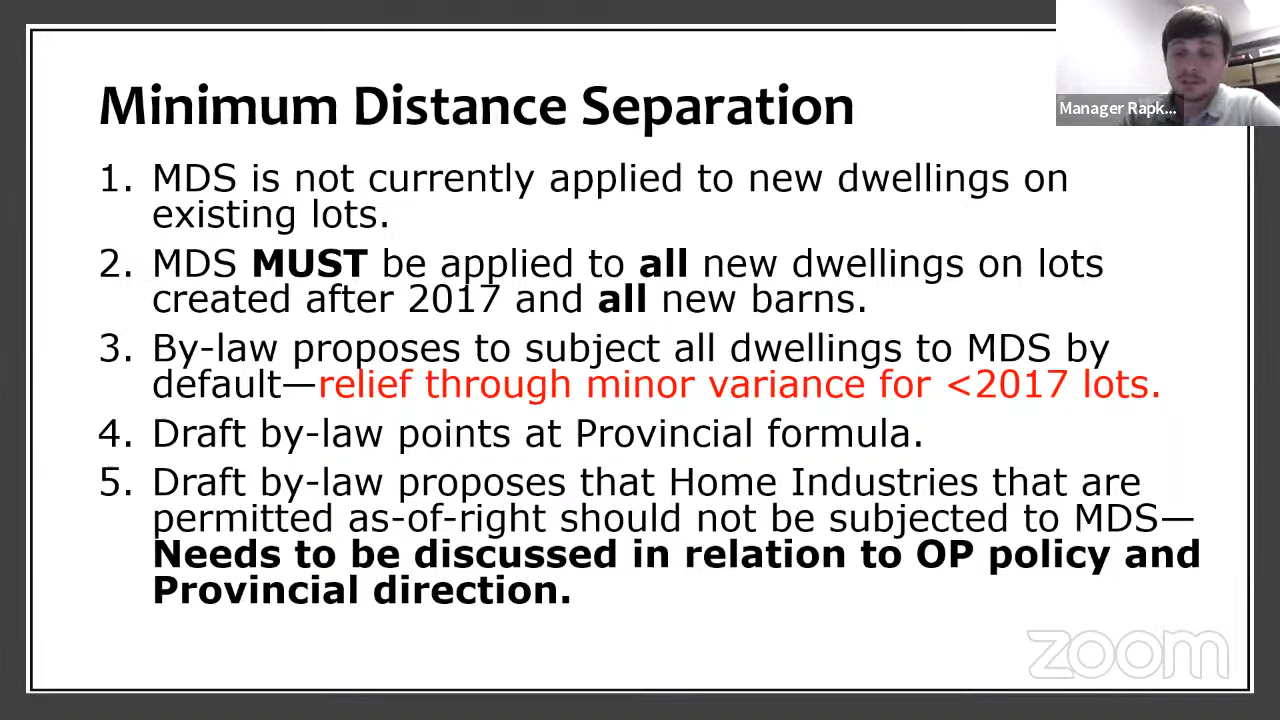 Minimum Distance Separation
Manager Rapk...
1. MDS is not currently applied to new dwellings on
existing lots.
2. MDS MUST be applied to all new dwellings on lots
created after 2017 and all new barns.
3. By-law proposes to subject all dwellings to MDS by
default—relief through minor variance for <2017 lots.
4. Draft by-law points at Provincial formula.
5. Draft by-law proposes that Home Industries that are
permitted as-of-right should not be subjected to MDS—
Needs to be discussed in relation to OP policy and
Provincial direction.
zoom